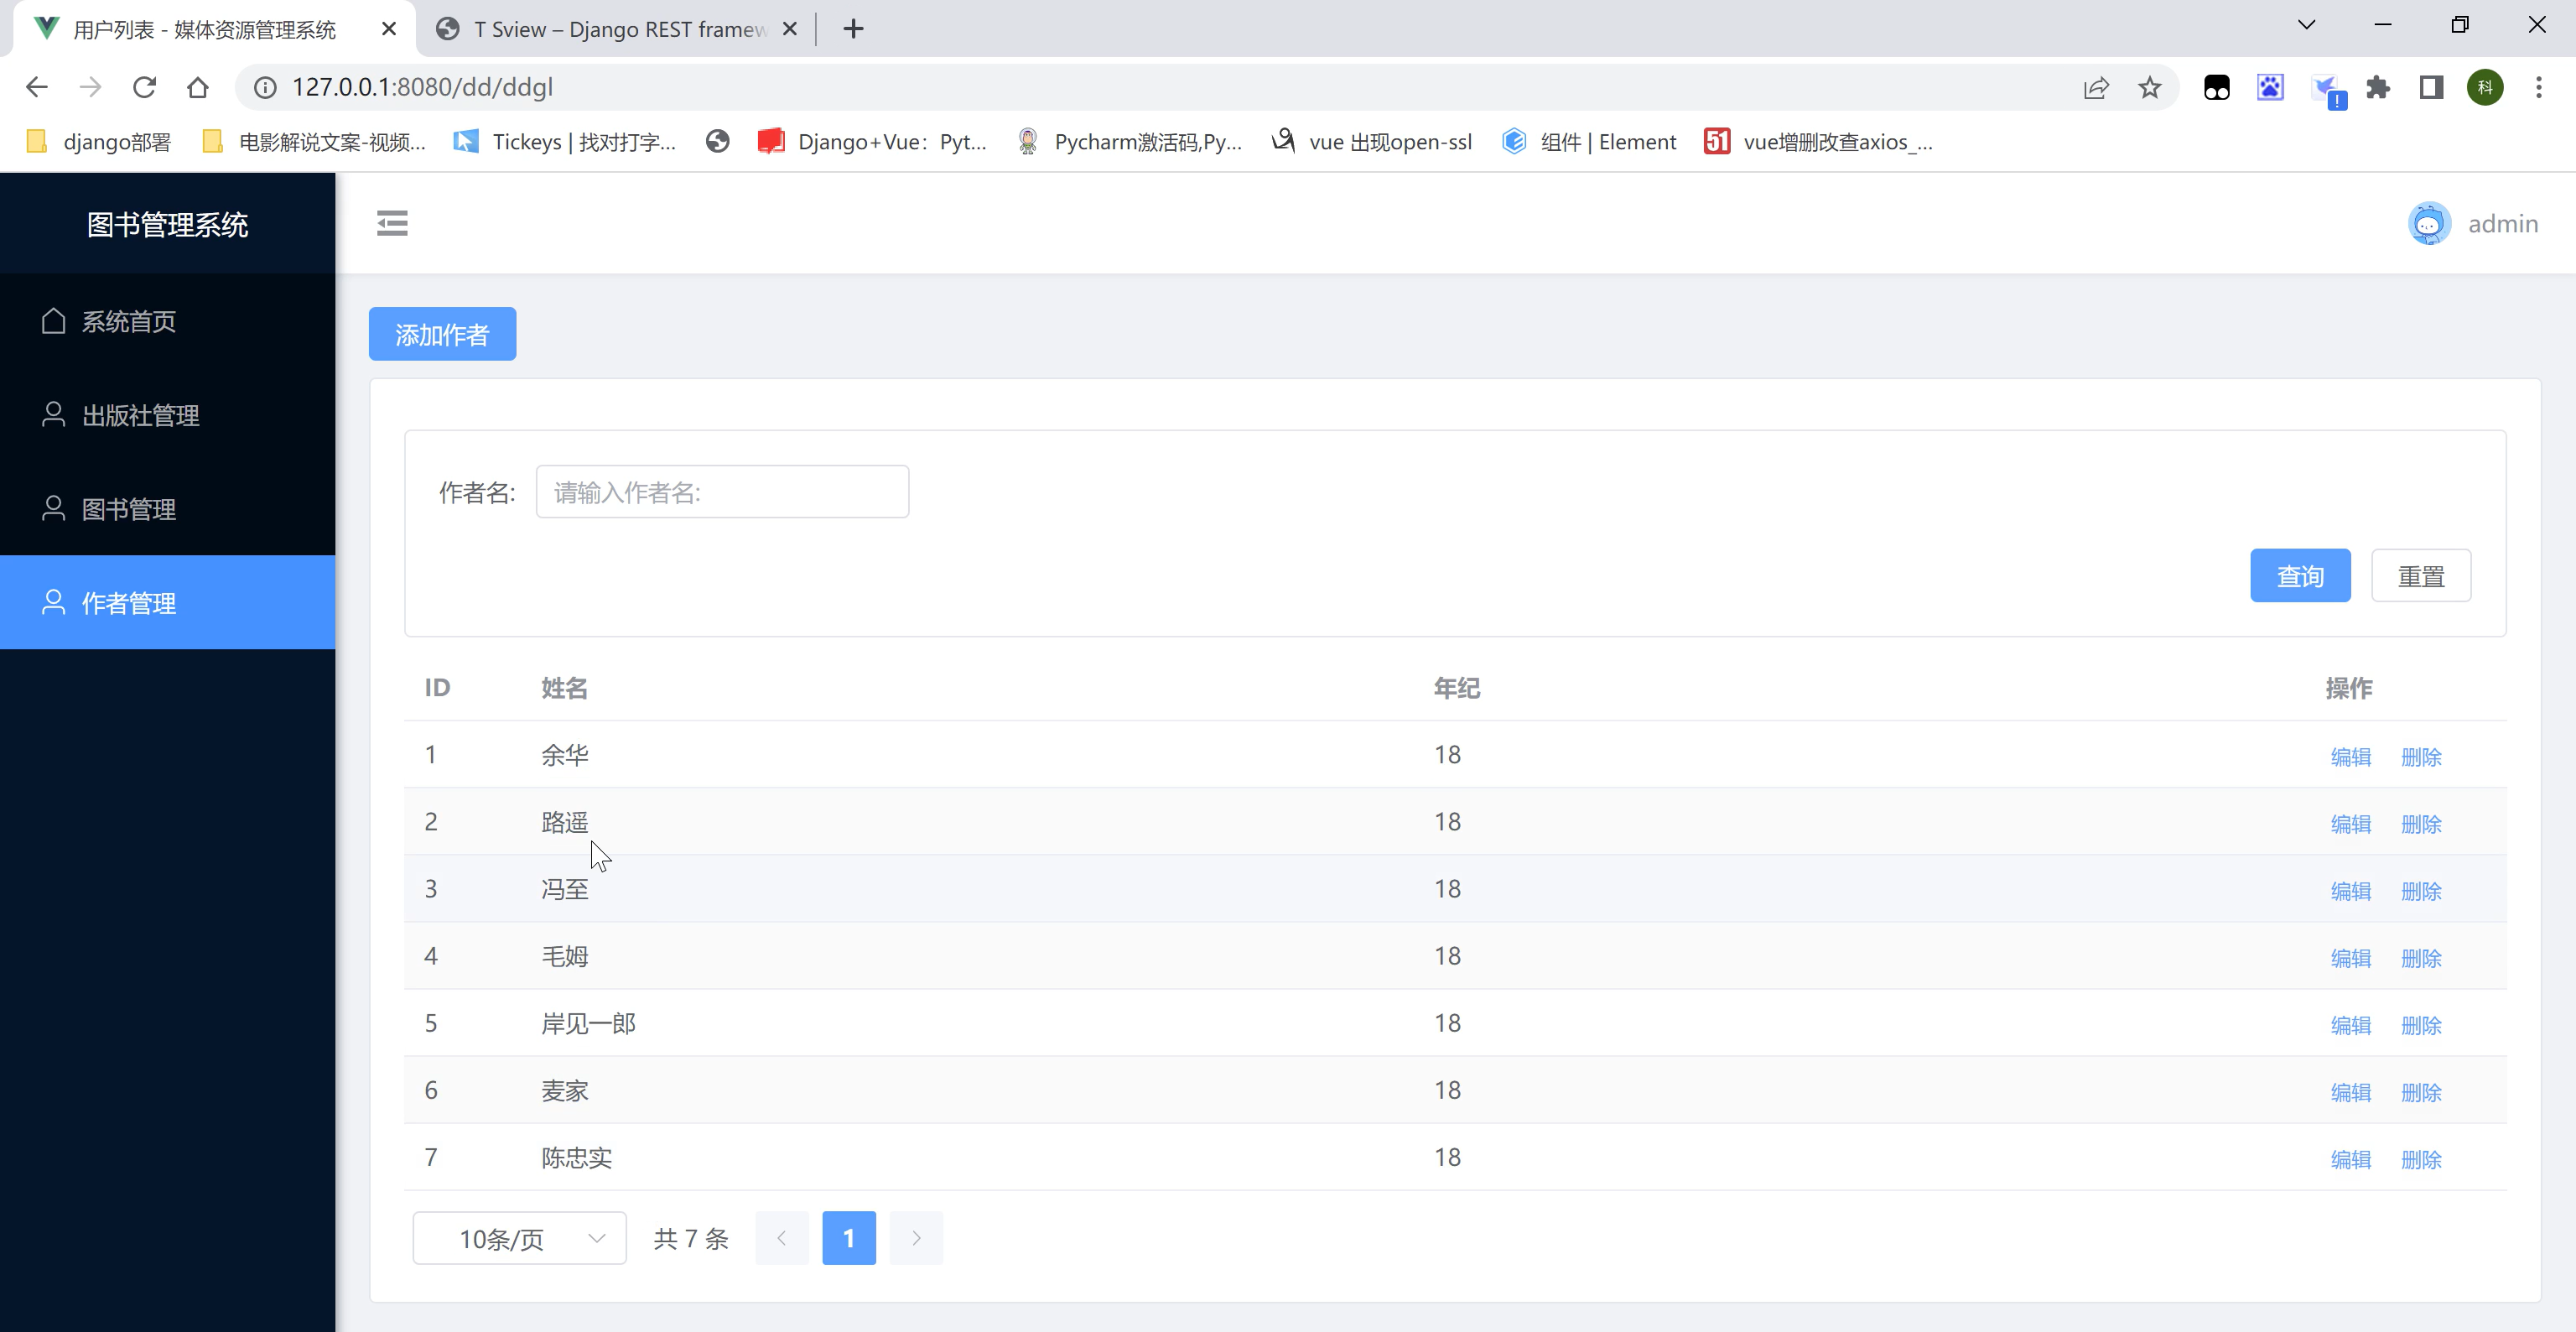 用户列表 - 媒体资源管理系统
T Sview – Django REST framew
127.0.0.1:8080/dd/ddgl
科
django部署
电影解说文案-视频...
Tickeys | 找对打字...
Django+Vue：Pyt...
Pycharm激活码,Py...
vue 出现open-ssl
组件 | Element
51
vue增删改查axios_...
图书管理系统
admin
系统首页
出版社管理
图书管理
作者管理
添加作者
作者名:
请输入作者名:
查询
重置
ID 姓名 年纪 操作
1 余华 18 编辑 删除
2 路遥 18 编辑 删除
3 冯至 18 编辑 删除
4 毛姆 18 编辑 删除
5 岸见一郎 18 编辑 删除
6 麦家 18 编辑 删除
7 陈忠实 18 编辑 删除
10条/页 共 7 条 1